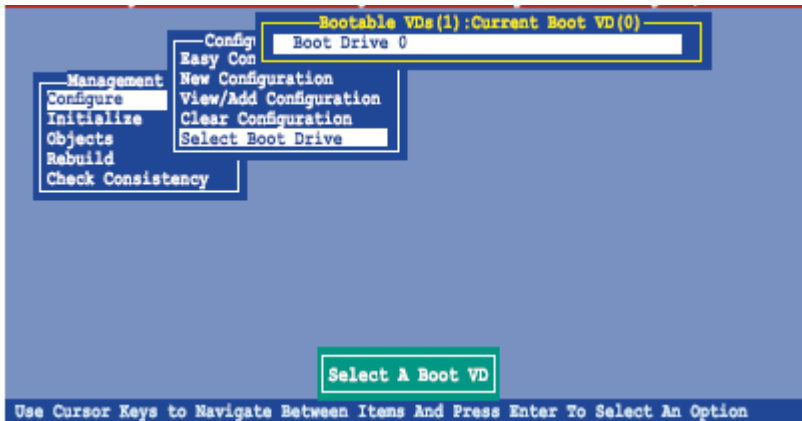 Bootable VDs(1):Current Boot VD(0)
Boot Drive 0
Config
Easy Con
New Configuration
View/Add Configuration
Clear Configuration
Select Boot Drive
Management
Configure
Initialize
Objects
Rebuild
Check Consistency
Select A Boot VD
Use Cursor Keys to Navigate Between Items And Press Enter To Select An Option